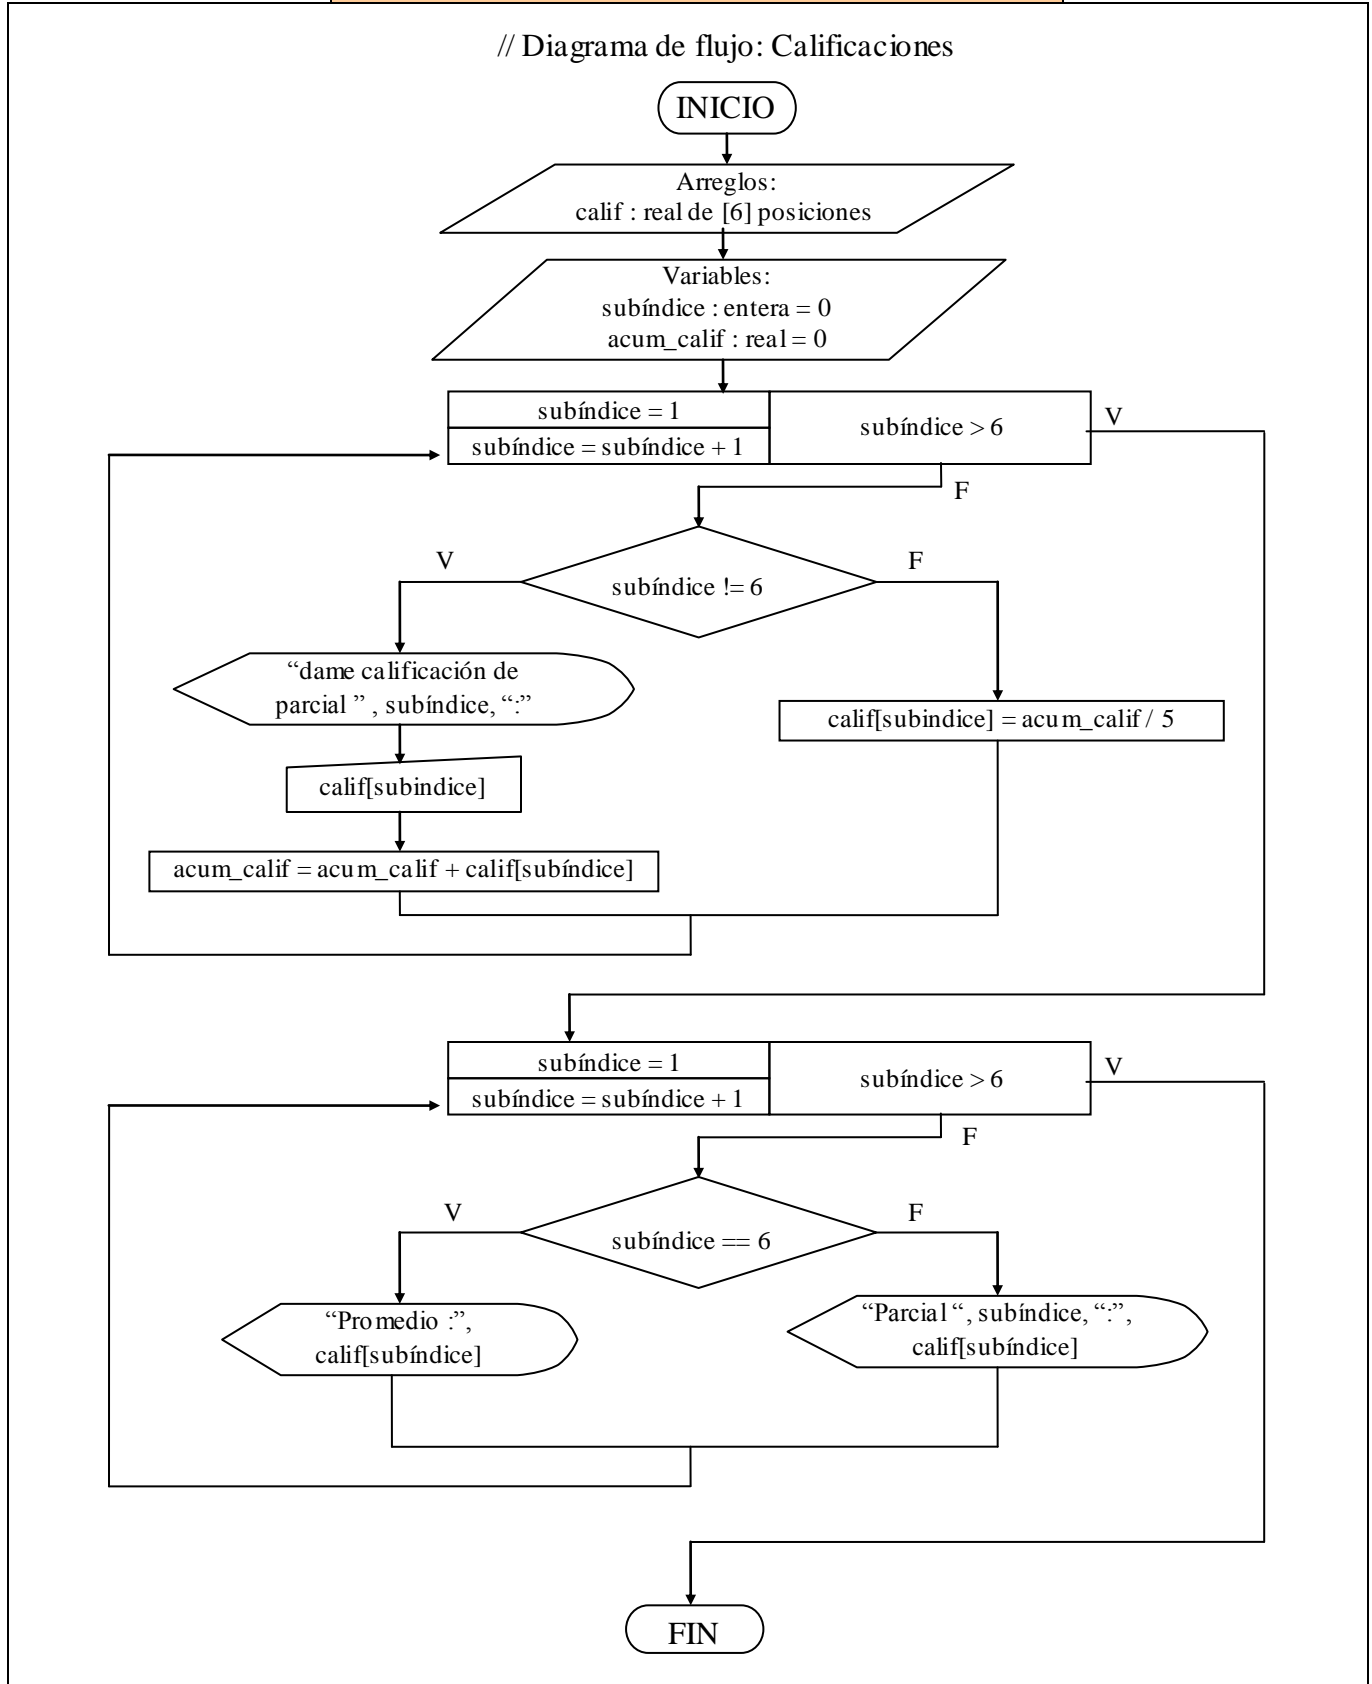 // Diagrama de flujo: Calificaciones
INICIO
Arreglos:
calif : real de [6] posiciones
Variables:
subíndice : entera = 0
acum_calif : real = 0
subíndice = 1
subíndice = subíndice + 1
subíndice > 6
V
F
subíndice != 6
V
F
“dame calificación de
parcial ” , subíndice, “:”
calif[subindice]
acum_calif = acum_calif + calif[subíndice]
calif[subindice] = acum_calif / 5
subíndice = 1
subíndice = subíndice + 1
subíndice > 6
V
F
subíndice == 6
V
F
“Promedio :”,
calif[subíndice]
“Parcial “ , subíndice, “:”,
calif[subíndice]
FIN